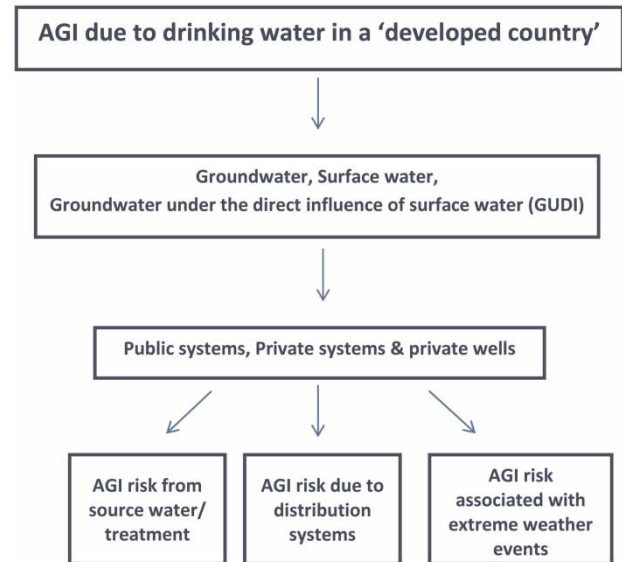 AGI due to drinking water in a ‘developed country’
Groundwater, Surface water,
Groundwater under the direct influence of surface water (GUDI)
Public systems, Private systems & private wells
AGI risk from
source water/
treatment
AGI risk due to
distribution
systems
AGI risk
associated with
extreme weather
events